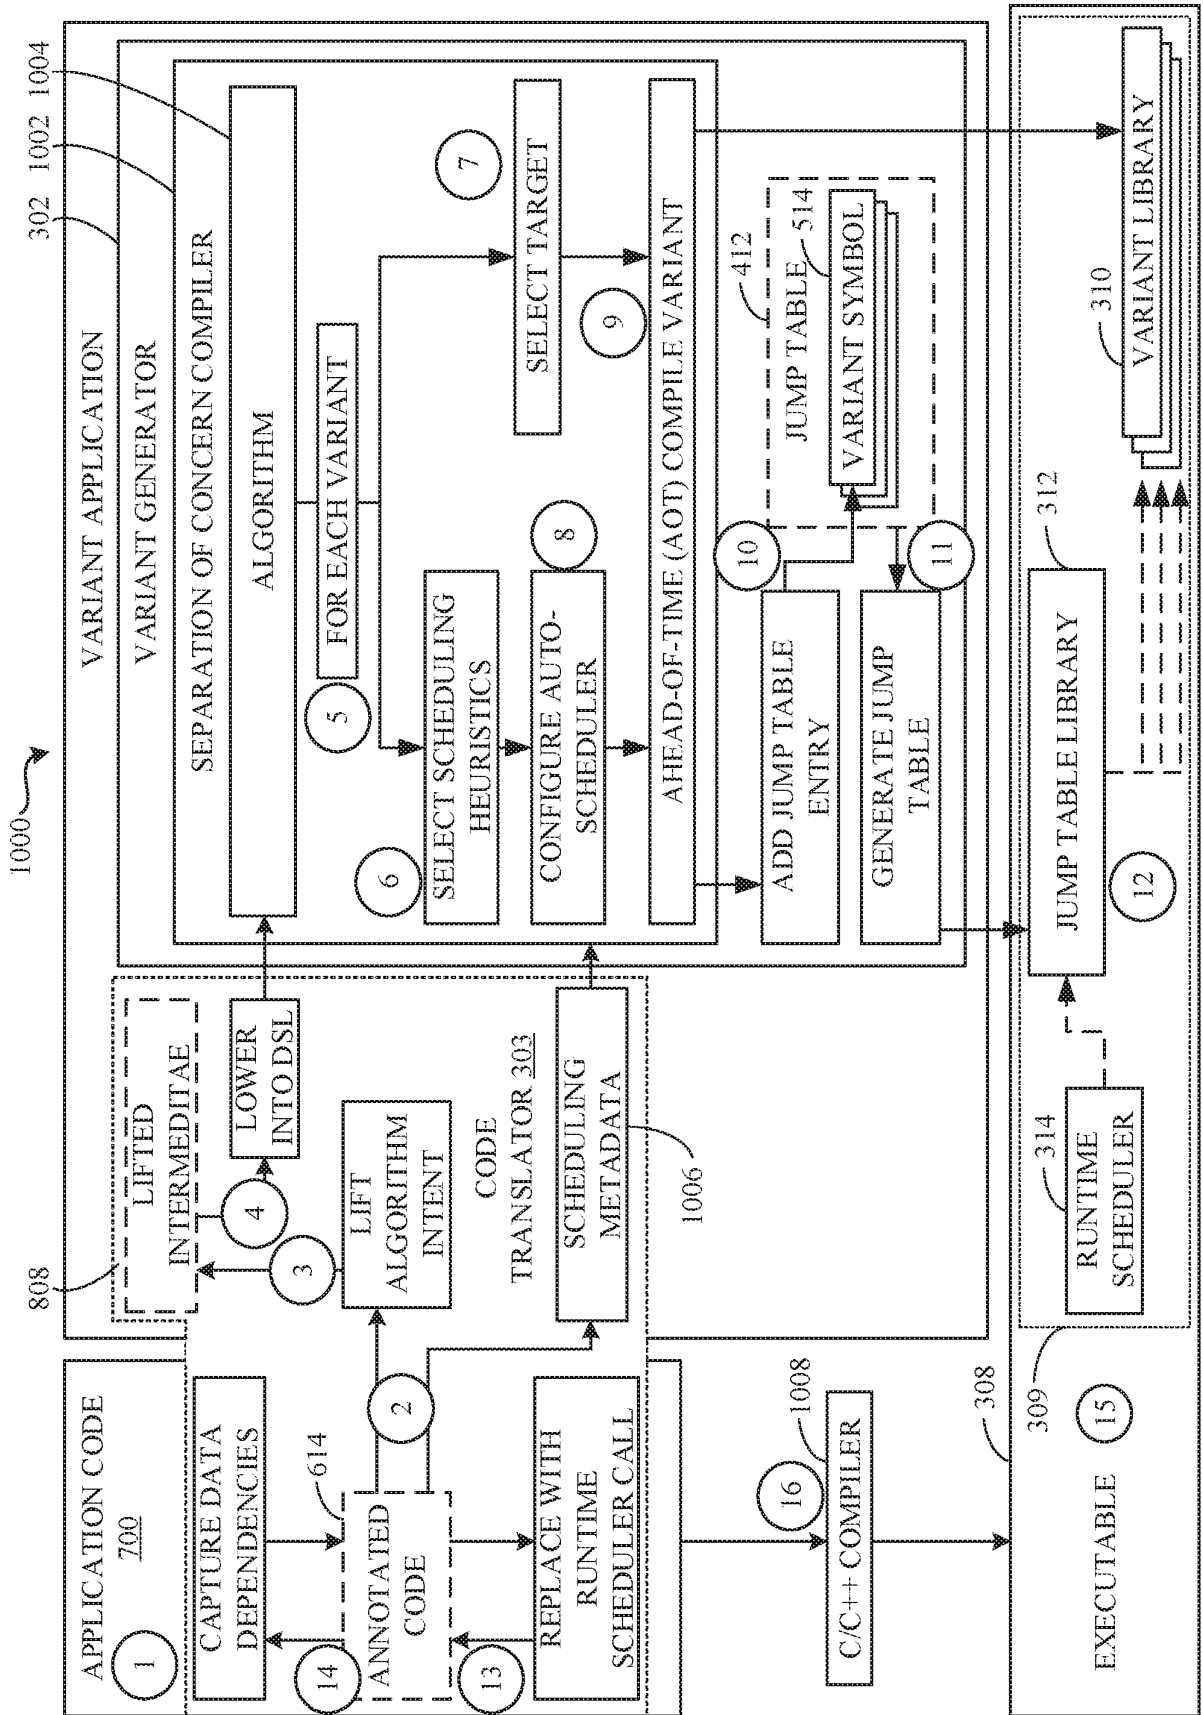 1000
APPLICATION CODE
700
1
CAPTURE DATA
DEPENDENCIES
14
614
ANNOTATED
CODE
13
2
REPLACE WITH
RUNTIME
SCHEDULER CALL
16
1008
C/C++ COMPILER
808
LIFTED
INTERMEDITAE
3
4
LOWER
INTO DSL
LIFT
ALGORITHM
INTENT
CODE
TRANSLATOR 303
SCHEDULING
METADATA
1006
VARIANT APPLICATION
302
VARIANT GENERATOR
1002
SEPARATION OF CONCERN COMPILER
1004
ALGORITHM
5
FOR EACH VARIANT
6
SELECT SCHEDULING
HEURISTICS
7
SELECT TARGET
CONFIGURE AUTO-
SCHEDULER
8
9
AHEAD-OF-TIME (AOT) COMPILE VARIANT
10
ADD JUMP TABLE
ENTRY
412
JUMP TABLE
514
VARIANT SYMBOL
11
GENERATE JUMP
TABLE
308
EXECUTABLE
15
309
314
RUNTIME
SCHEDULER
312
JUMP TABLE LIBRARY
12
310
VARIANT LIBRARY